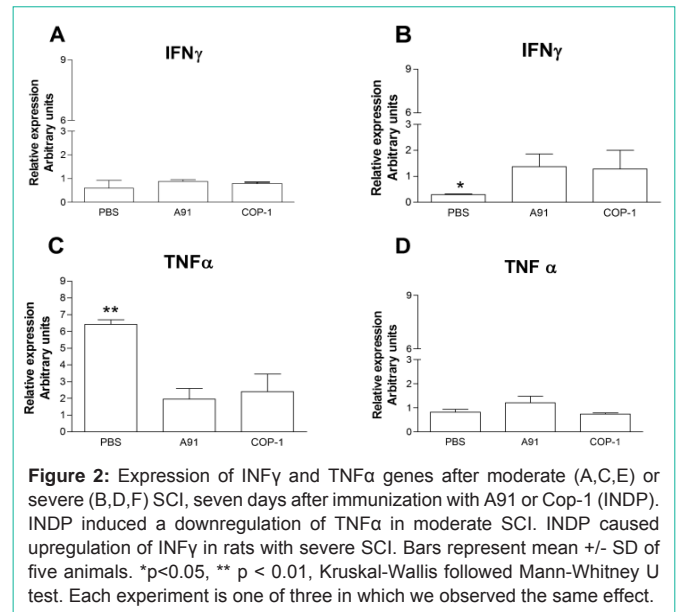 A
IFNγ
Relative expression
Arbitrary units
9
6
3
2
1
0
PBS
A91
COP-1
B
IFNγ
Relative expression
Arbitrary units
9
6
3
2
1
0
*
PBS
A91
COP-1
C
TNFα
Relative expression
Arbitrary units
9
8
7
6
5
4
3
2
1
0
**
PBS
A91
COP-1
D
TNF α
Relative expression
Arbitrary units
9
6
3
2
1
0
PBS
A91
COP-1
Figure 2: Expression of INFγ and TNFα genes after moderate (A,C,E) or
severe (B,D,F) SCI, seven days after immunization with A91 or Cop-1 (INDP).
INDP induced a downregulation of TNFα in moderate SCI. INDP caused
upregulation of INFγ in rats with severe SCI. Bars represent mean +/- SD of
five animals. *p<0.05, ** p < 0.01, Kruskal-Wallis followed Mann-Whitney U
test. Each experiment is one of three in which we observed the same effect.